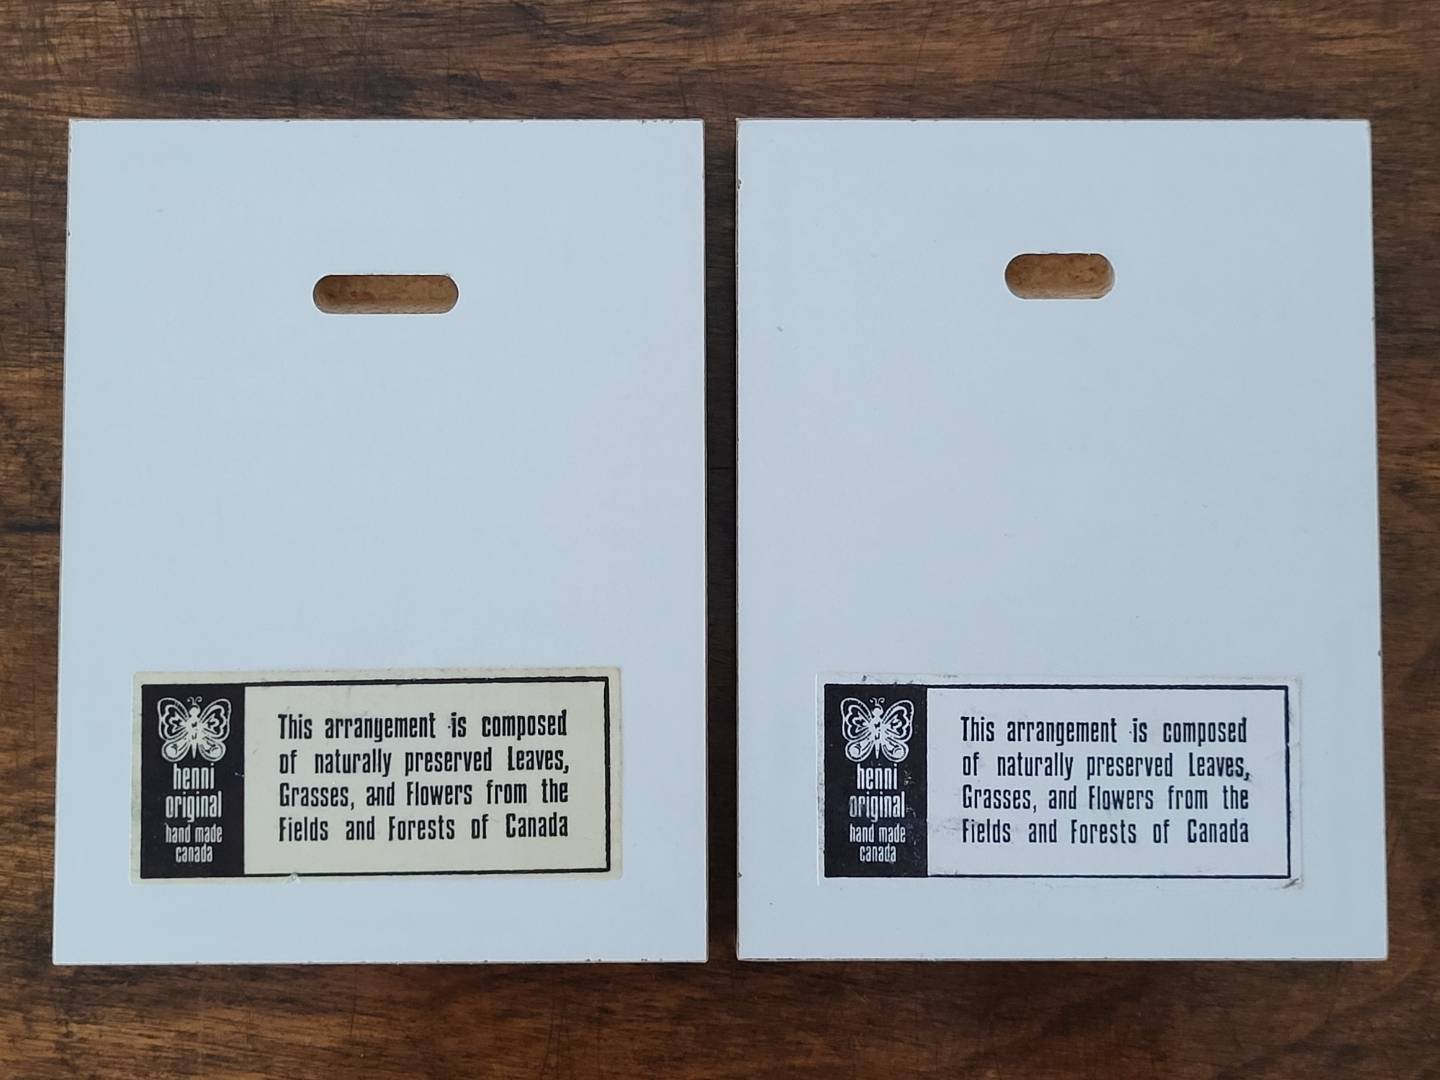 henni
original
hand made
canada
This arrangement is composed
of naturally preserved Leaves,
Grasses, and Flowers from the
Fields and Forests of Canada
henni
original
hand made
canada
This arrangement is composed
of naturally preserved Leaves,
Grasses, and Flowers from the
Fields and Forests of Canada